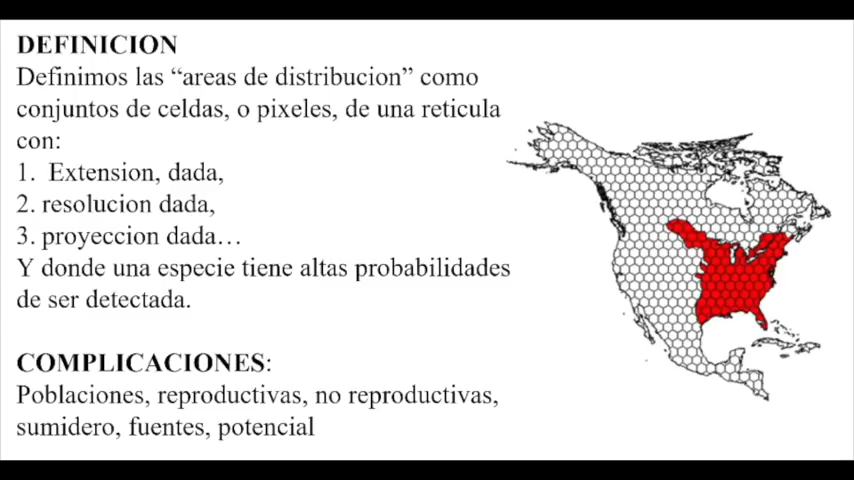 DEFINICION
Definimos las “areas de distribucion” como
conjuntos de celdas, o pixeles, de una reticula
con:
1. Extension, dada,
2. resolucion dada,
3. proyeccion dada…
Y donde una especie tiene altas probabilidades
de ser detectada.
COMPLICACIONES:
Poblaciones, reproductivas, no reproductivas,
sumidero, fuentes, potencial